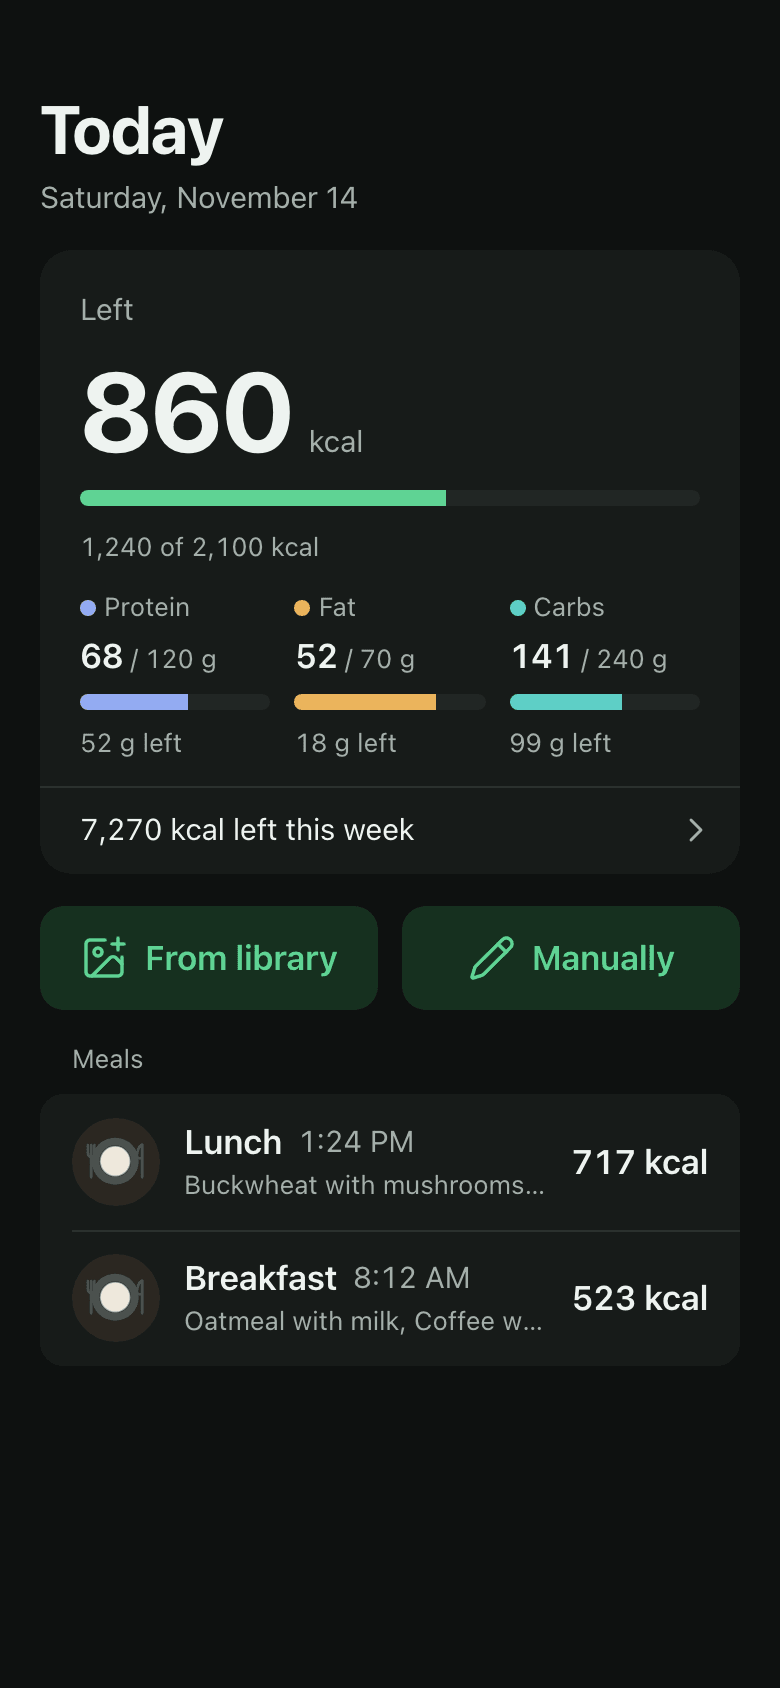 Today
Saturday, November 14
Left
860 kcal
1,240 of 2,100 kcal
Protein
68 / 120 g
52 g left
Fat
52 / 70 g
18 g left
Carbs
141 / 240 g
99 g left
7,270 kcal left this week
From library
Manually
Meals
Lunch 1:24 PM
Buckwheat with mushrooms...
717 kcal
Breakfast 8:12 AM
Oatmeal with milk, Coffee w...
523 kcal